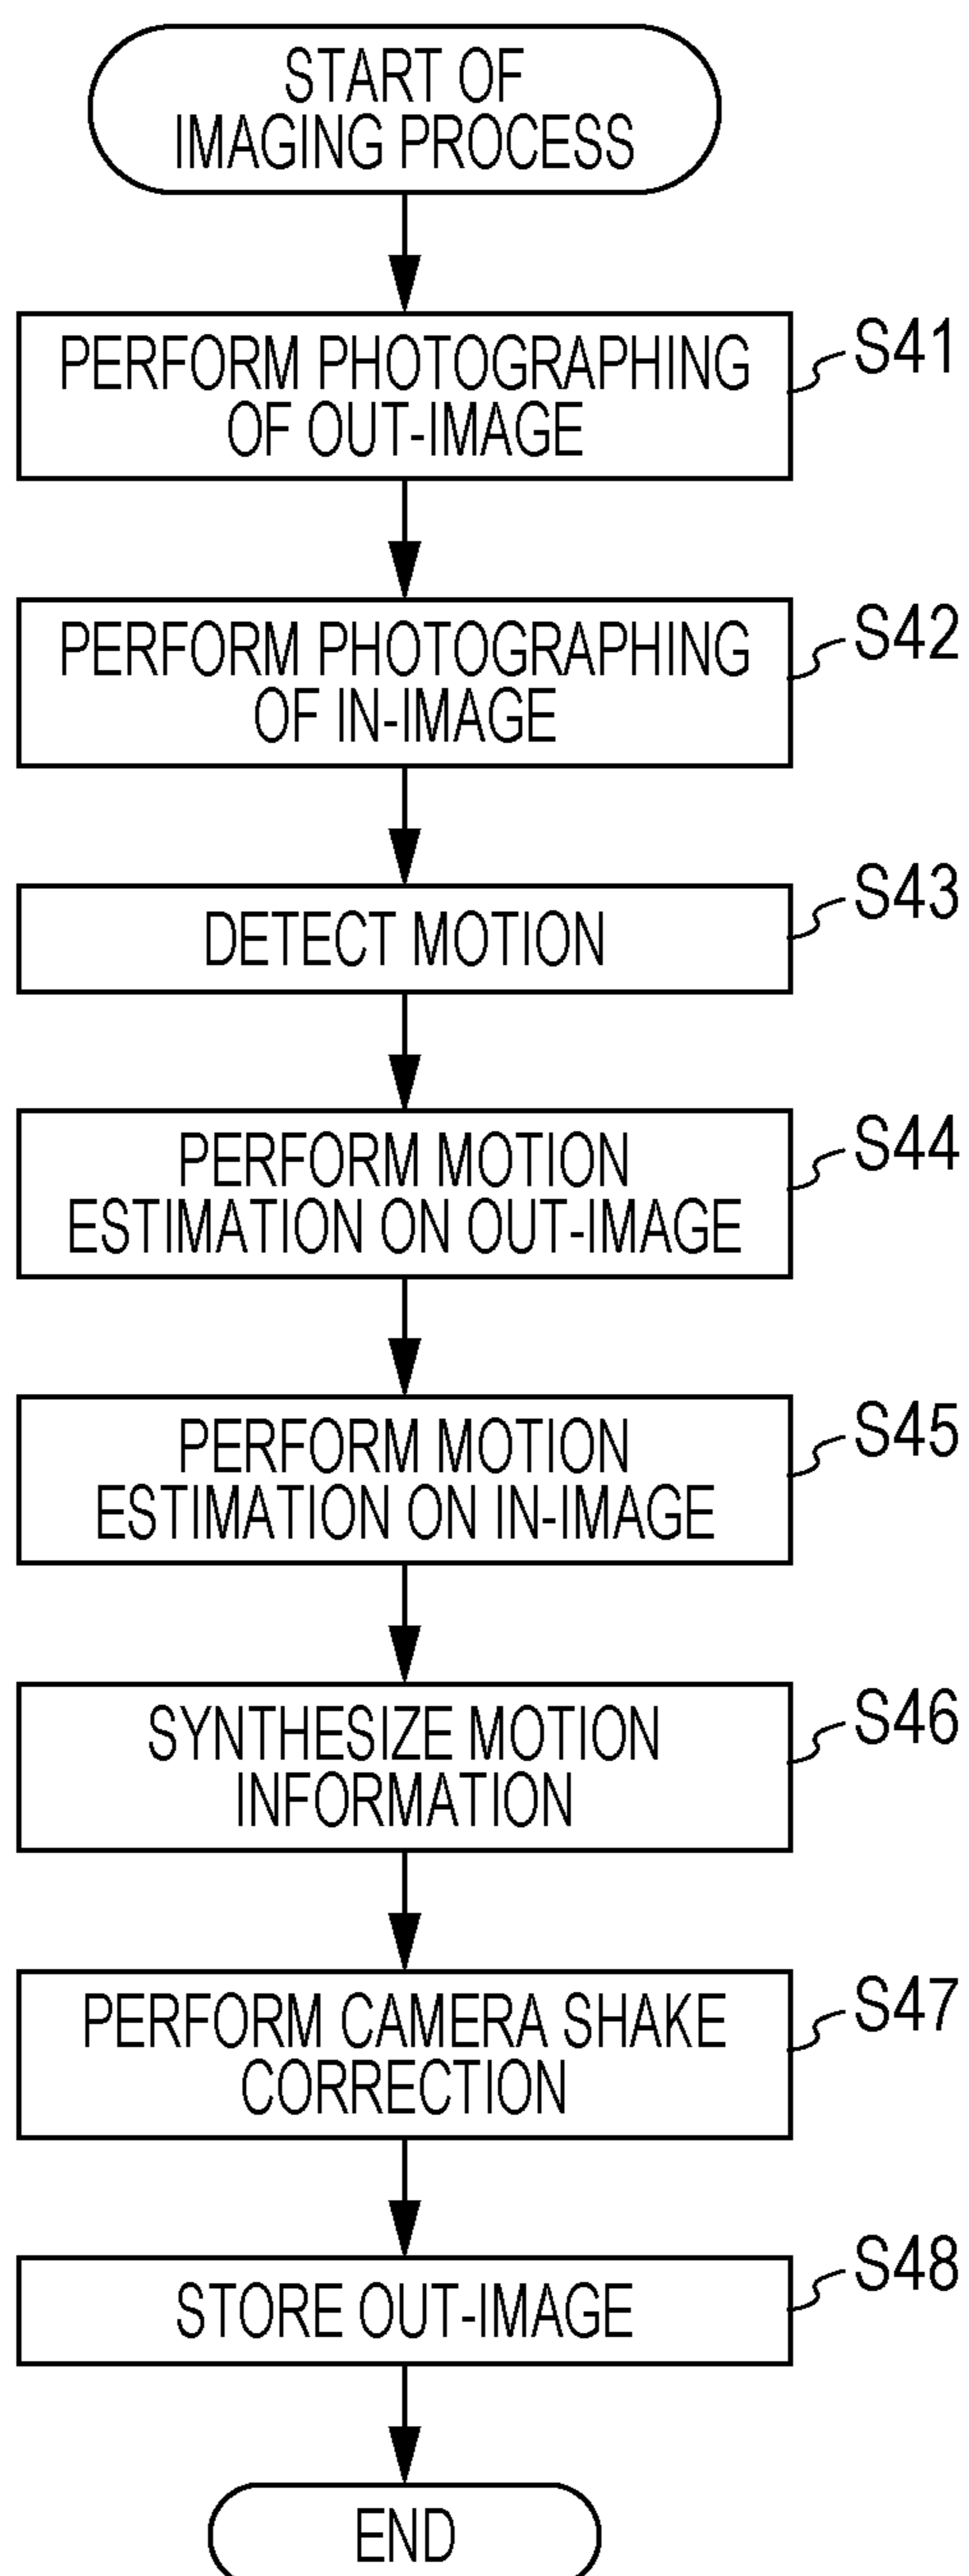 START OF
IMAGING PROCESS
PERFORM PHOTOGRAPHING
OF OUT-IMAGE
S41
PERFORM PHOTOGRAPHING
OF IN-IMAGE
S42
DETECT MOTION
S43
PERFORM MOTION
ESTIMATION ON OUT-IMAGE
S44
PERFORM MOTION
ESTIMATION ON IN-IMAGE
S45
SYNTHESIZE MOTION
INFORMATION
S46
PERFORM CAMERA SHAKE
CORRECTION
S47
STORE OUT-IMAGE
S48
END